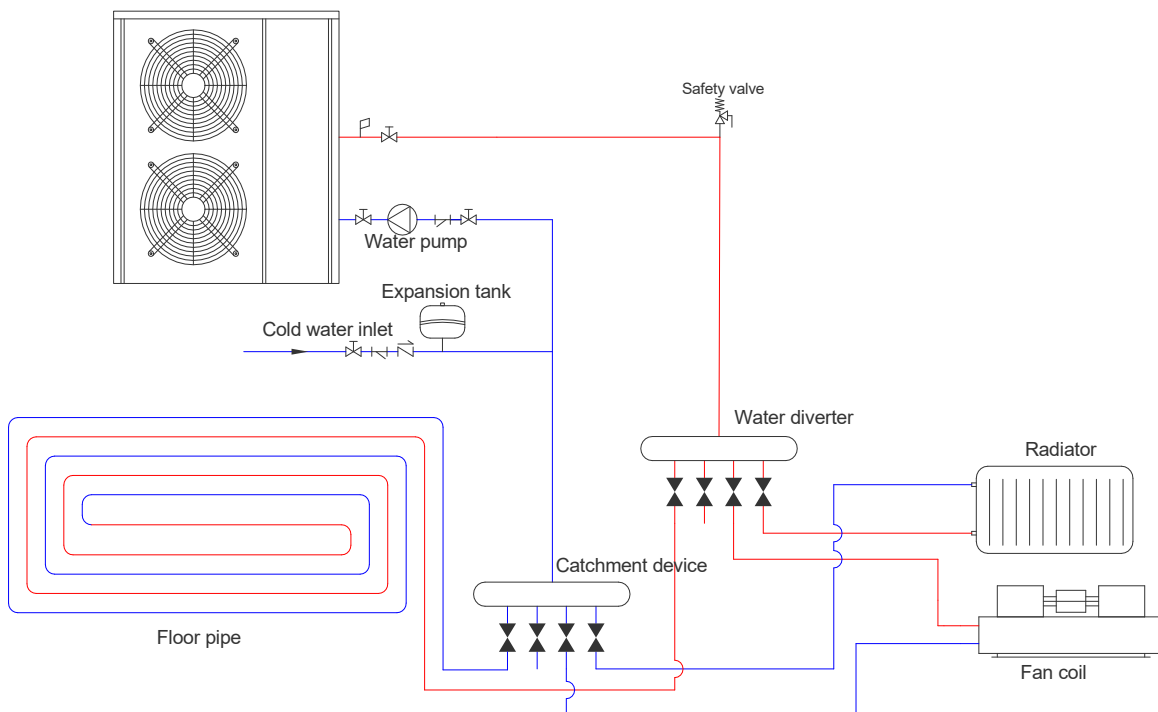 Safety valve
Water pump
Expansion tank
Cold water inlet
Water diverter
Radiator
Catchment device
Floor pipe
Fan coil